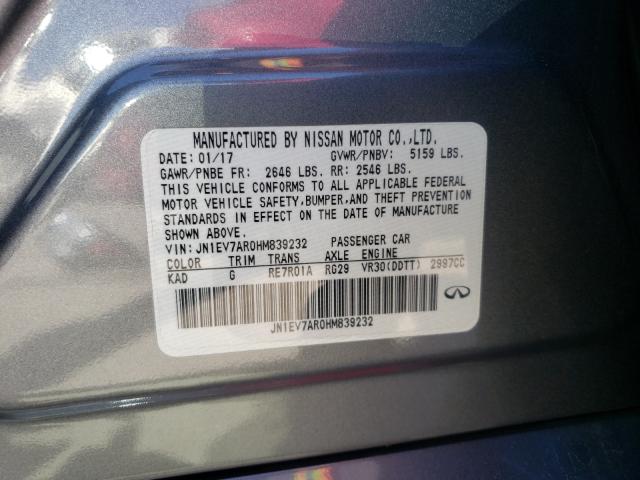 MANUFACTURED BY NISSAN MOTOR CO.,LTD.
DATE: 01/17 GVWR/PNBV: 5159 LBS.
GAWR/PNBE FR: 2646 LBS. RR: 2546 LBS.
THIS VEHICLE CONFORMS TO ALL APPLICABLE FEDERAL
MOTOR VEHICLE SAFETY,BUMPER,AND THEFT PREVENTION
STANDARDS IN EFFECT ON THE DATE OF MANUFACTURE
SHOWN ABOVE.
VIN: JN1EV7AR0HM839232 PASSENGER CAR
COLOR TRIM TRANS AXLE ENGINE
KAD G RE7R01A RG29 VR30(DDTT) 2997CC
JN1EV7AR0HM839232